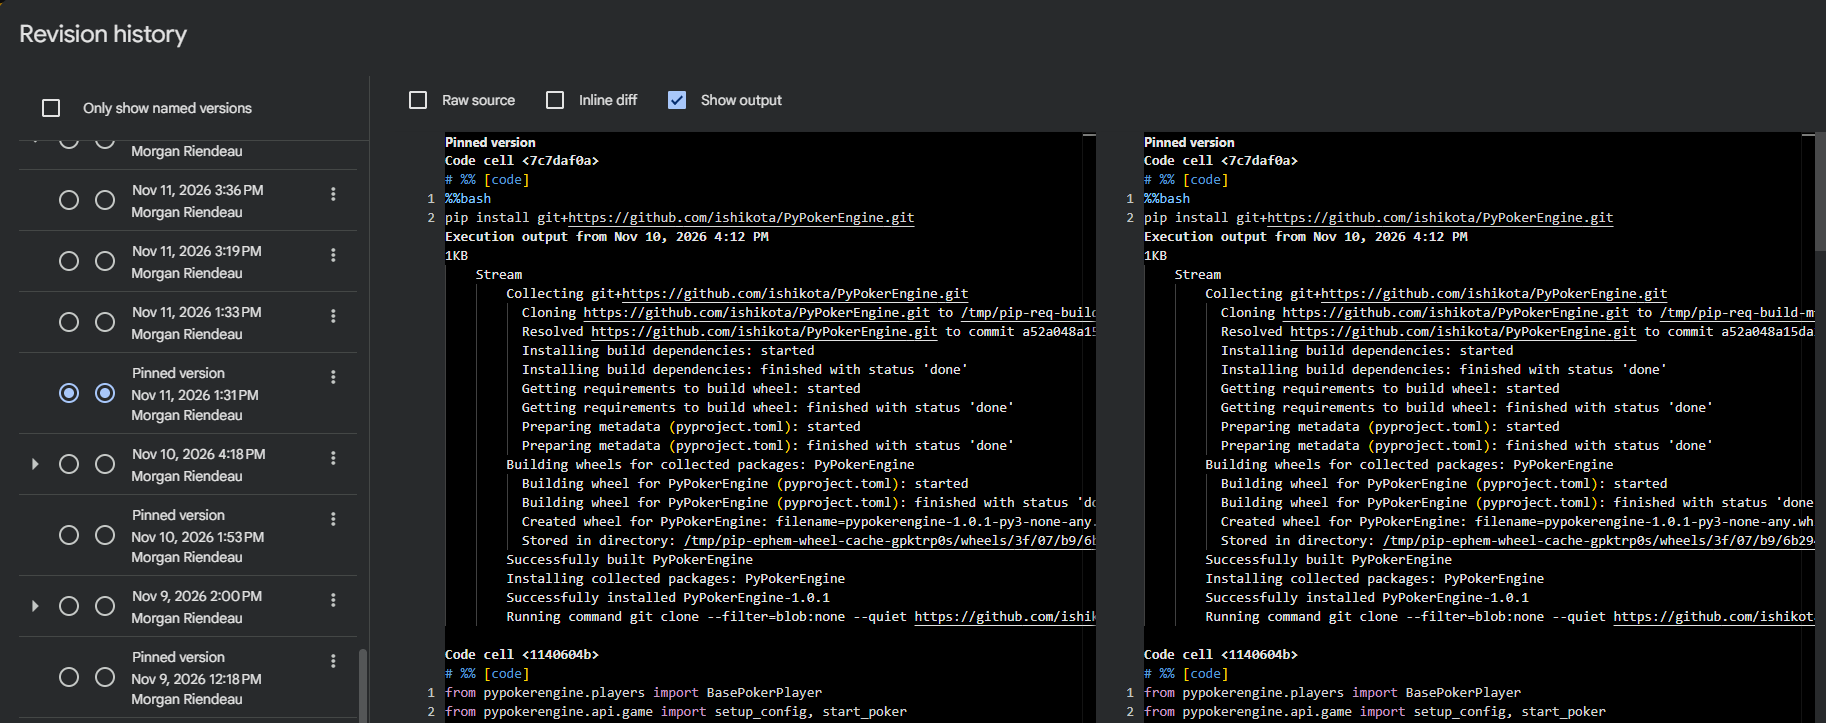 Revision history
Only show named versions
Morgan Riendeau
Nov 11, 2026 3:36 PM
Morgan Riendeau
Nov 11, 2026 3:19 PM
Morgan Riendeau
Nov 11, 2026 1:33 PM
Morgan Riendeau
Pinned version
Nov 11, 2026 1:31 PM
Morgan Riendeau
Nov 10, 2026 4:18 PM
Morgan Riendeau
Pinned version
Nov 10, 2026 1:53 PM
Morgan Riendeau
Nov 9, 2026 2:00 PM
Morgan Riendeau
Pinned version
Nov 9, 2026 12:18 PM
Morgan Riendeau
Raw source
Inline diff
Show output
Pinned version
Code cell <7c7daf0a>
# %% [code]
1 %%bash
2 pip install git+https://github.com/ishikota/PyPokerEngine.git
Execution output from Nov 10, 2026 4:12 PM
1KB
Stream
Collecting git+https://github.com/ishikota/PyPokerEngine.git
Cloning https://github.com/ishikota/PyPokerEngine.git to /tmp/pip-req-build
Resolved https://github.com/ishikota/PyPokerEngine.git to commit a52a048a15
Installing build dependencies: started
Installing build dependencies: finished with status 'done'
Getting requirements to build wheel: started
Getting requirements to build wheel: finished with status 'done'
Preparing metadata (pyproject.toml): started
Preparing metadata (pyproject.toml): finished with status 'done'
Building wheels for collected packages: PyPokerEngine
Building wheel for PyPokerEngine (pyproject.toml): started
Building wheel for PyPokerEngine (pyproject.toml): finished with status 'do
Created wheel for PyPokerEngine: filename=pypokerengine-1.0.1-py3-none-any.
Stored in directory: /tmp/pip-ephem-wheel-cache-gpktrp0s/wheels/3f/07/b9/6b
Successfully built PyPokerEngine
Installing collected packages: PyPokerEngine
Successfully installed PyPokerEngine-1.0.1
Running command git clone --filter=blob:none --quiet https://github.com/ishik
Code cell <1140604b>
# %% [code]
1 from pypokerengine.players import BasePokerPlayer
2 from pypokerengine.api.game import setup_config, start_poker
Pinned version
Code cell <7c7daf0a>
# %% [code]
1 %%bash
2 pip install git+https://github.com/ishikota/PyPokerEngine.git
Execution output from Nov 10, 2026 4:12 PM
1KB
Stream
Collecting git+https://github.com/ishikota/PyPokerEngine.git
Cloning https://github.com/ishikota/PyPokerEngine.git to /tmp/pip-req-build-m
Resolved https://github.com/ishikota/PyPokerEngine.git to commit a52a048a15da
Installing build dependencies: started
Installing build dependencies: finished with status 'done'
Getting requirements to build wheel: started
Getting requirements to build wheel: finished with status 'done'
Preparing metadata (pyproject.toml): started
Preparing metadata (pyproject.toml): finished with status 'done'
Building wheels for collected packages: PyPokerEngine
Building wheel for PyPokerEngine (pyproject.toml): started
Building wheel for PyPokerEngine (pyproject.toml): finished with status 'done
Created wheel for PyPokerEngine: filename=pypokerengine-1.0.1-py3-none-any.wh
Stored in directory: /tmp/pip-ephem-wheel-cache-gpktrp0s/wheels/3f/07/b9/6b29
Successfully built PyPokerEngine
Installing collected packages: PyPokerEngine
Successfully installed PyPokerEngine-1.0.1
Running command git clone --filter=blob:none --quiet https://github.com/ishikot
Code cell <1140604b>
# %% [code]
1 from pypokerengine.players import BasePokerPlayer
2 from pypokerengine.api.game import setup_config, start_poker